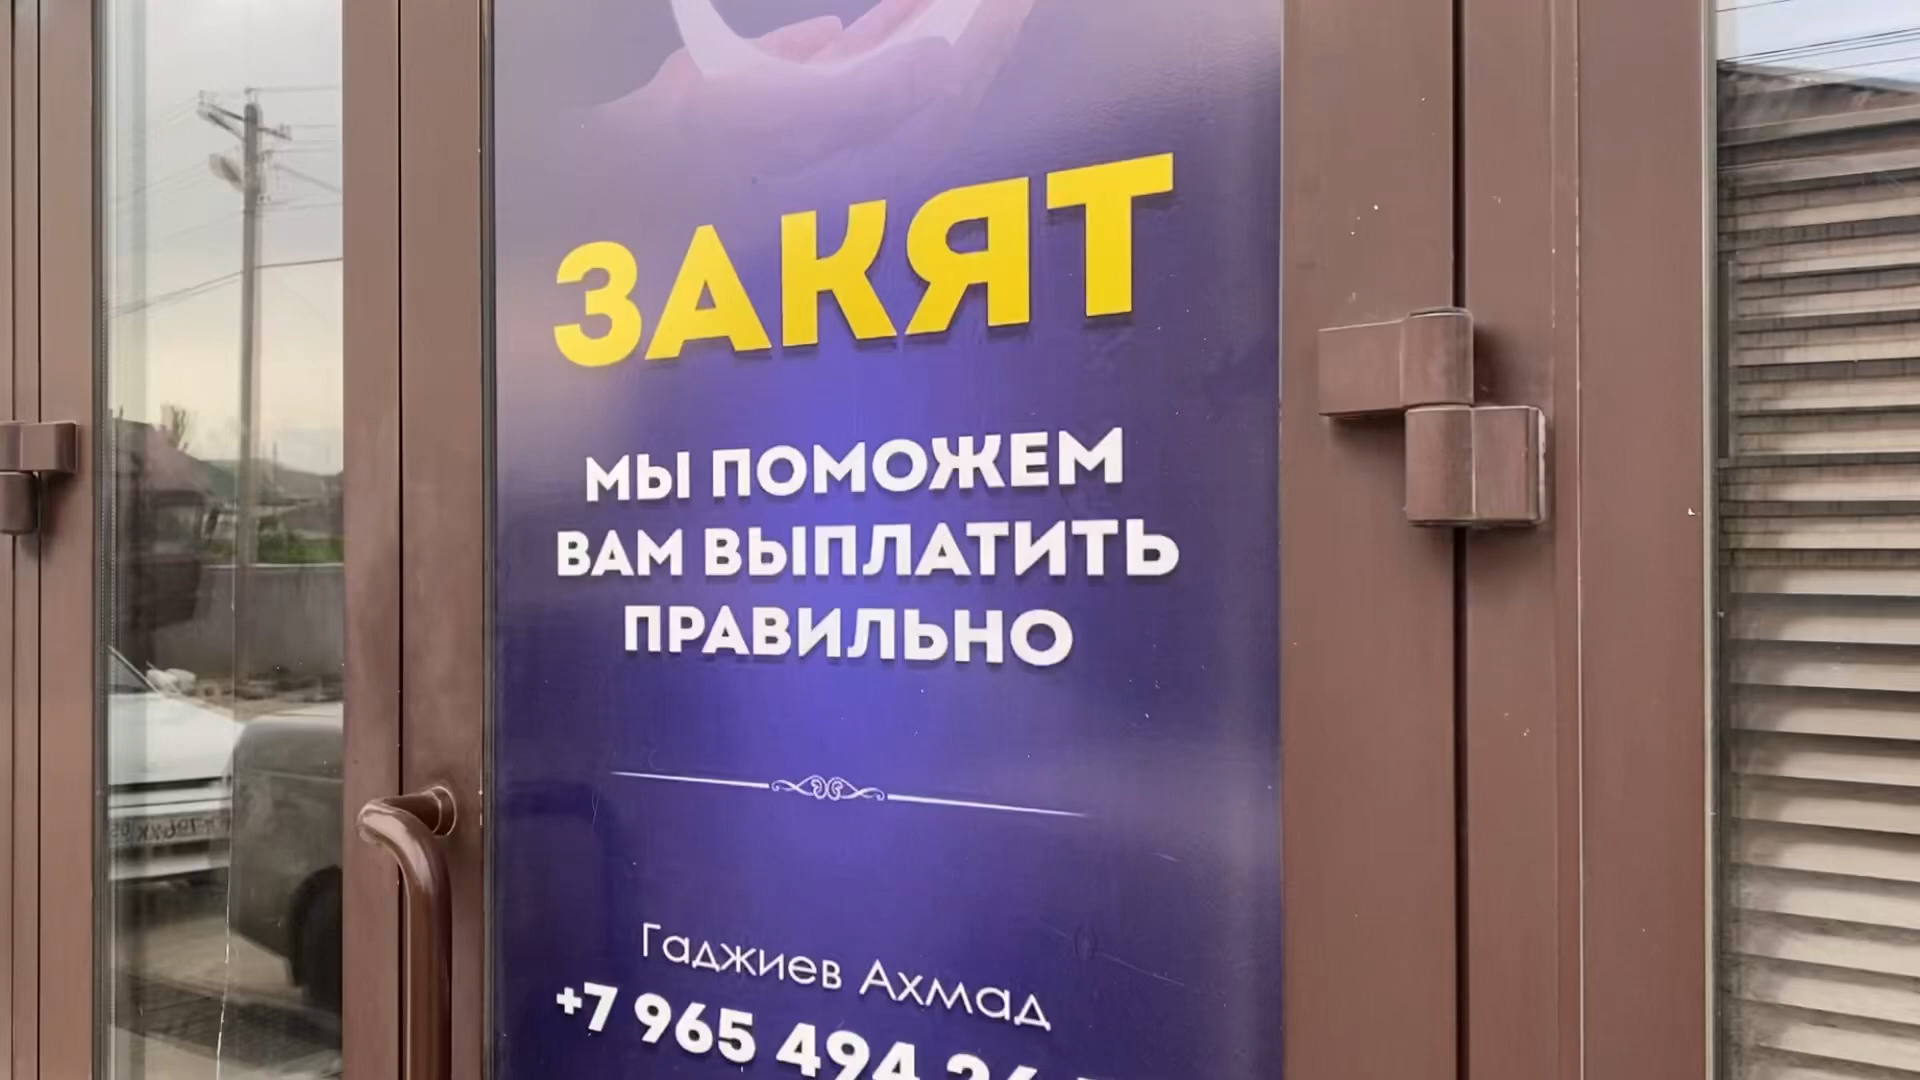 ЗАКЯТ
МЫ ПОМОЖЕМ
ВАМ ВЫПЛАТИТЬ
ПРАВИЛЬНО
Гаджиев Ахмад
+7 965 494